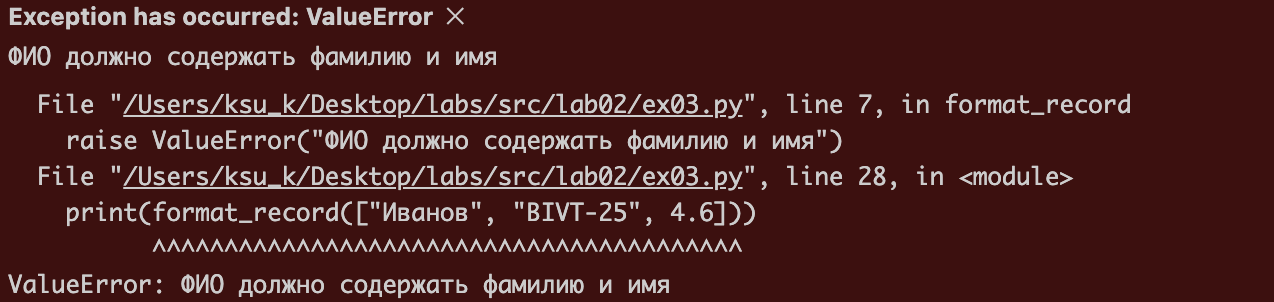 Exception has occurred: ValueError ×
ФИО должно содержать фамилию и имя
File "/Users/ksu_k/Desktop/labs/src/lab02/ex03.py", line 7, in format_record
raise ValueError("ФИО должно содержать фамилию и имя")
File "/Users/ksu_k/Desktop/labs/src/lab02/ex03.py", line 28, in <module>
print(format_record(["Иванов", "BIVT-25", 4.6]))
^^^^^^^^^^^^^^^^^^^^^^^^^^^^^^^^^^^^^^^^^
ValueError: ФИО должно содержать фамилию и имя